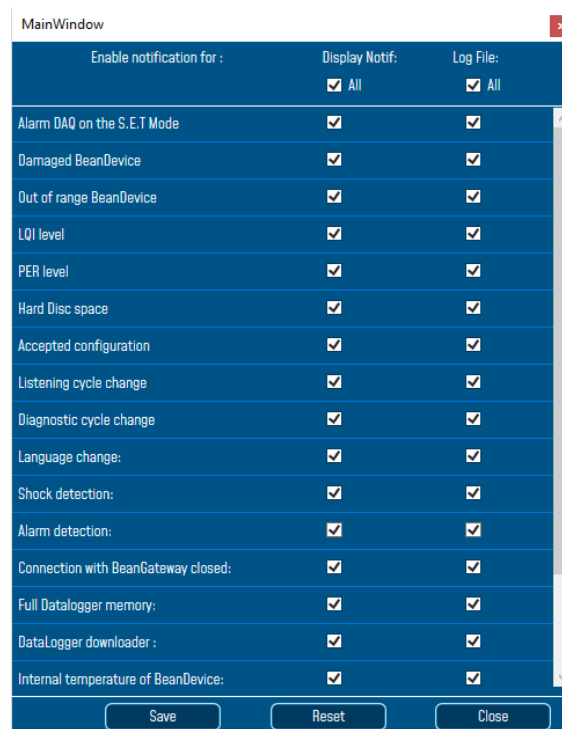 MainWindow
Enable notification for : Display Notif: Log File:
All All
Alarm DAQ on the S.E.T Mode
Damaged BeanDevice
Out of range BeanDevice
LQI level
PER level
Hard Disc space
Accepted configuration
Listening cycle change
Diagnostic cycle change
Language change:
Shock detection:
Alarm detection:
Connection with BeanGateway closed:
Full Datalogger memory:
DataLogger downloader :
Internal temperature of BeanDevice:
Save Reset Close